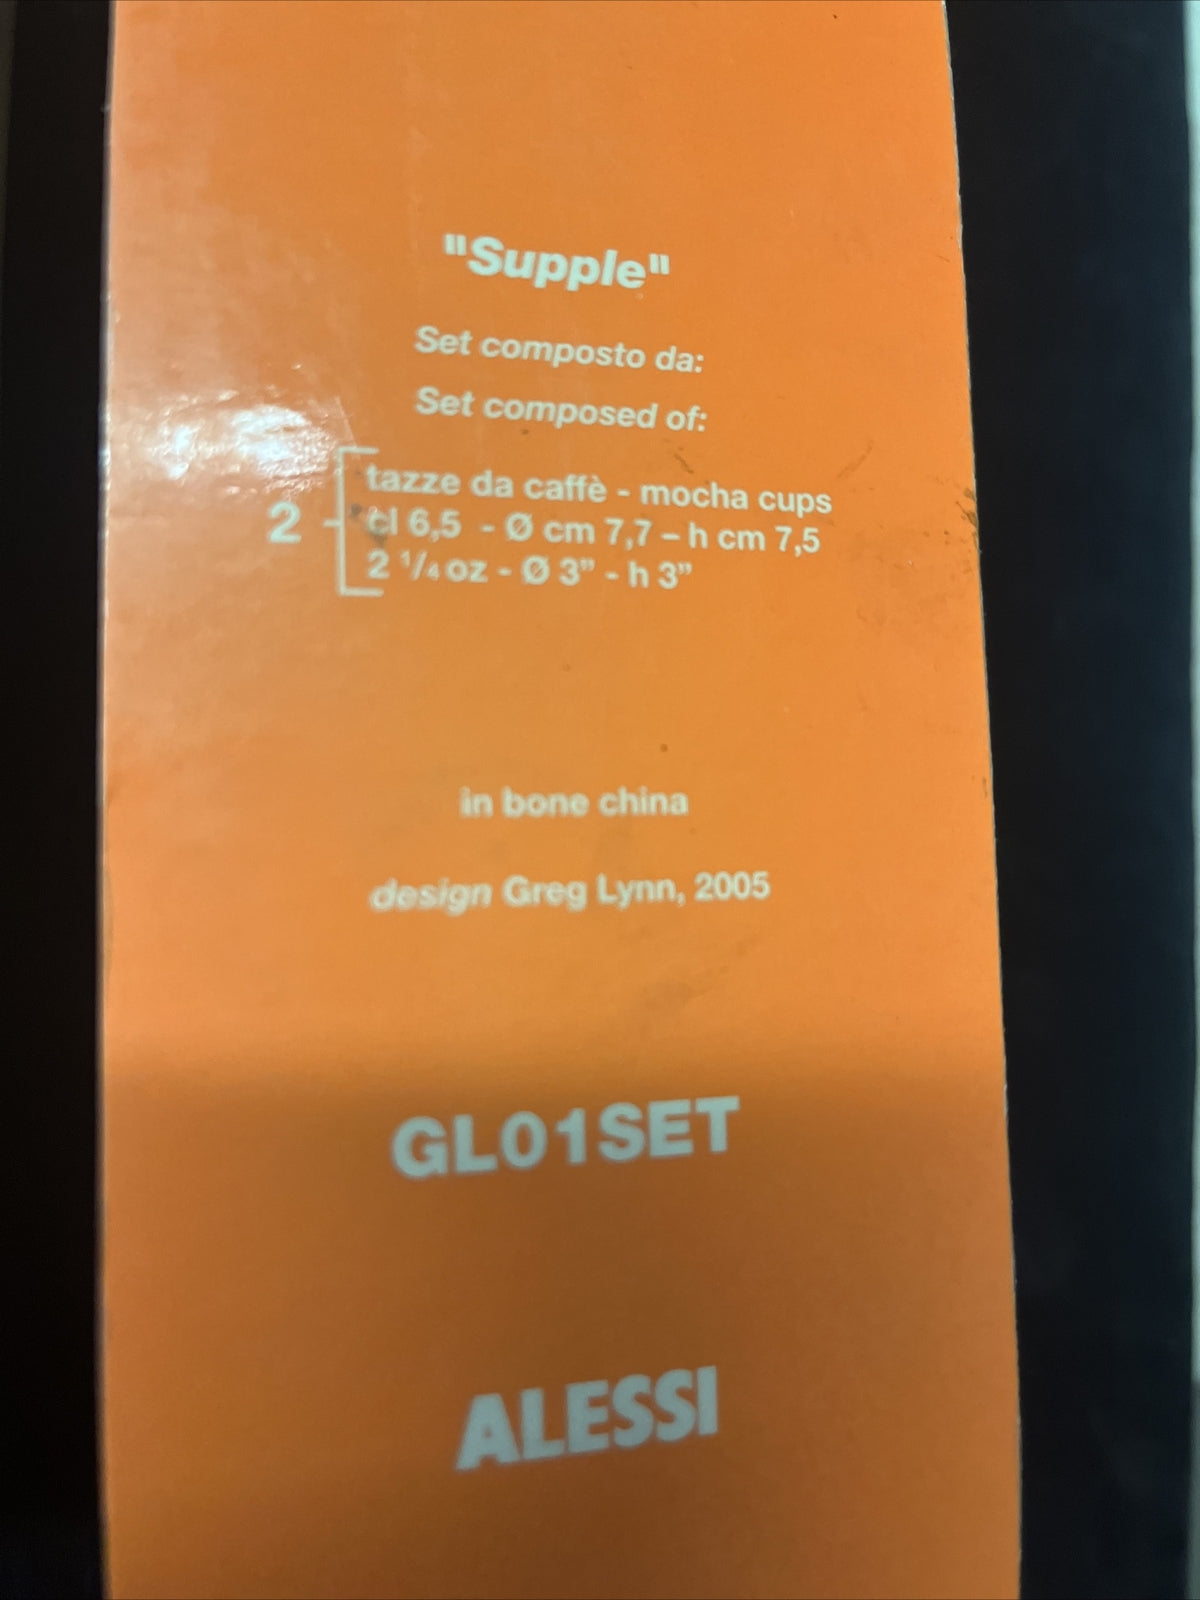 "Supple"
Set composto da:
Set composed of:
tazze da caffè - mocha cups
2 cl 6,5 - Ø cm 7,7 – h cm 7,5
2 ¹/₄ oz - Ø 3” - h 3”
in bone china
design Greg Lynn, 2005
GL01SET
ALESSI